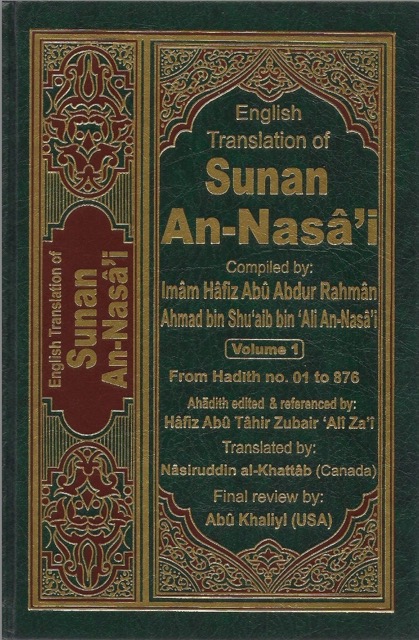 English Translation of
Sunan
An-Nasâ'i
English
Translation of
Sunan
An-Nasâ'i
Compiled by:
Imâm Hâfiz Abû Abdur Rahmân
Ahmad bin Shu'aib bin 'Ali An-Nasâ'i
Volume 1
From Hadith no. 01 to 876
Ahâdith edited & referenced by:
Hâfiz Abû Tâhir Zubair 'Ali Za'i
Translated by:
Nâsiruddin al-Khattâb (Canada)
Final review by:
Abû Khaliyl (USA)